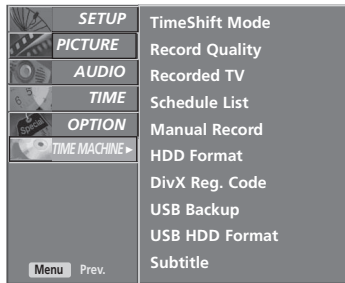 SETUP
PICTURE
AUDIO
TIME
OPTION
TIME MACHINE
Menu Prev.
TimeShift Mode
Record Quality
Recorded TV
Schedule List
Manual Record
HDD Format
DivX Reg. Code
USB Backup
USB HDD Format
Subtitle